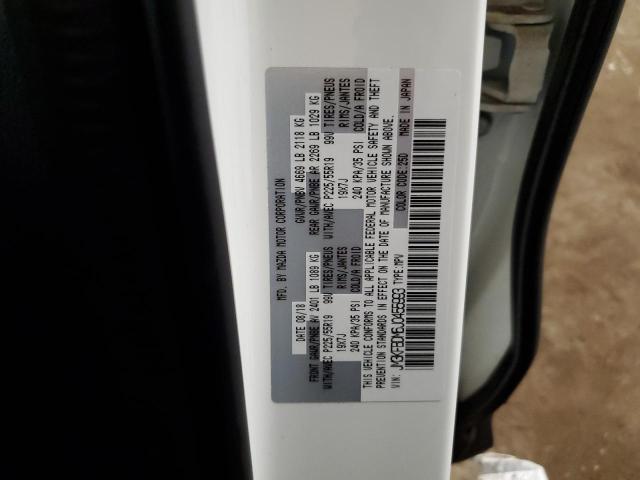 MFD. BY MAZDA MOTOR CORPORATION
DATE 08/18 GVWR/PNBV 4669 LB 2118 KG
FRONT GAWR/PNBE AV 2401 LB 1089 KG REAR GAWR/PNBE AR 2269 LB 1029 KG
WITH/AVEC P225/55R19 99V TIRES/PNEUS WITH/AVEC P225/55R19 99V TIRES/PNEUS
19X7J RIMS/JANTES 19X7J RIMS/JANTES
240 KPA/35 PSI COLD/A FROID 240 KPA/35 PSI COLD/A FROID
THIS VEHICLE CONFORMS TO ALL APPLICABLE FEDERAL MOTOR VEHICLE SAFETY AND THEFT
PREVENTION STANDARDS IN EFFECT ON THE DATE OF MANUFACTURE SHOWN ABOVE.
VIN: JM3KFBDM6J0465693 TYPE:MPV COLOR CODE:25D MADE IN JAPAN